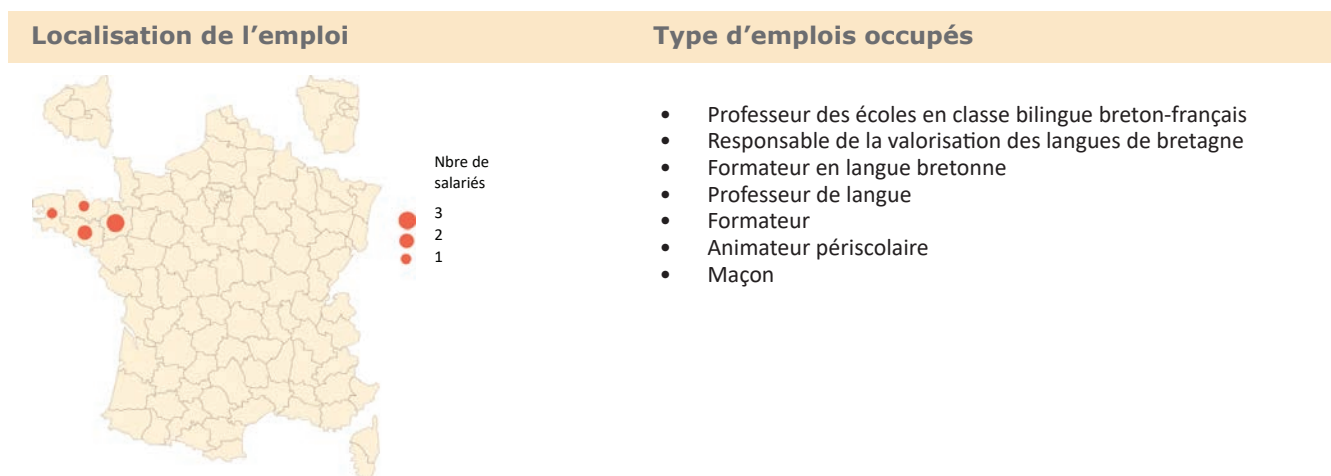 Localisation de l'emploi
Type d'emplois occupés
Nbre de
salariés
3
2
1
• Professeur des écoles en classe bilingue breton-français
• Responsable de la valorisation des langues de bretagne
• Formateur en langue bretonne
• Professeur de langue
• Formateur
• Animateur périscolaire
• Maçon